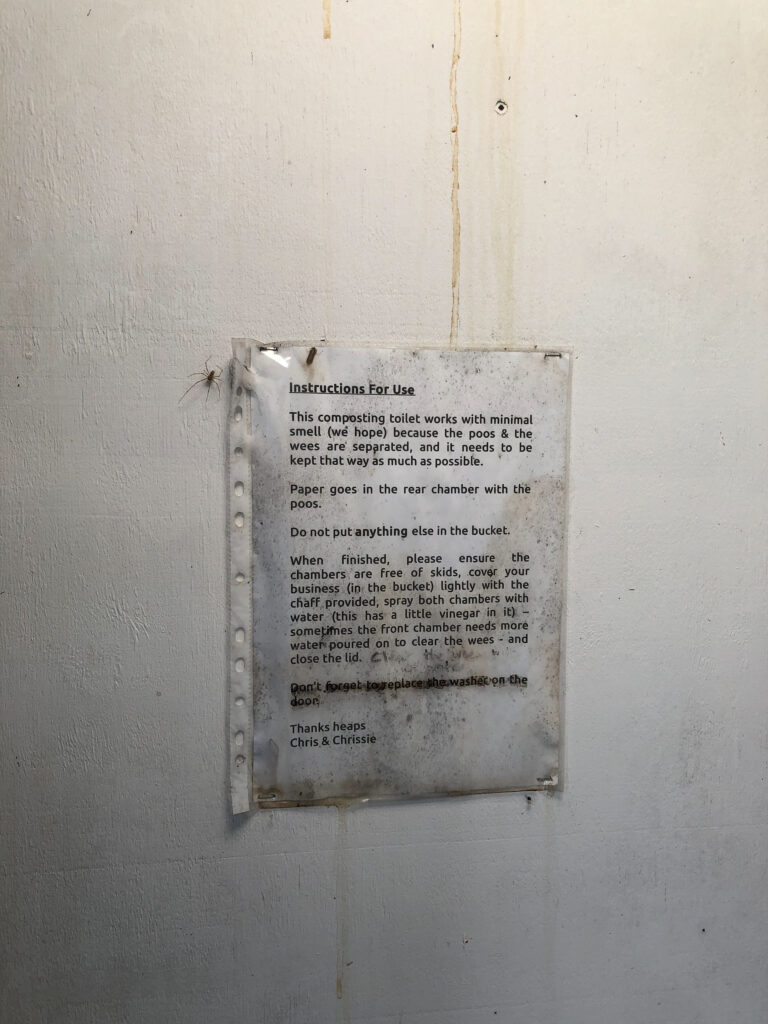 Instructions For Use
This composting toilet works with minimal
smell (we hope) because the poos & the
wees are separated, and it needs to be
kept that way as much as possible.
Paper goes in the rear chamber with the
poos.
Do not put anything else in the bucket.
When finished, please ensure the
chambers are free of skids, cover your
business (in the bucket) lightly with the
chaff provided, spray both chambers with
water (this has a little vinegar in it) –
sometimes the front chamber needs more
water poured on to clear the wees - and
close the lid.
Don't forget to replace the washer on the
door.
Thanks heaps
Chris & Chrissie